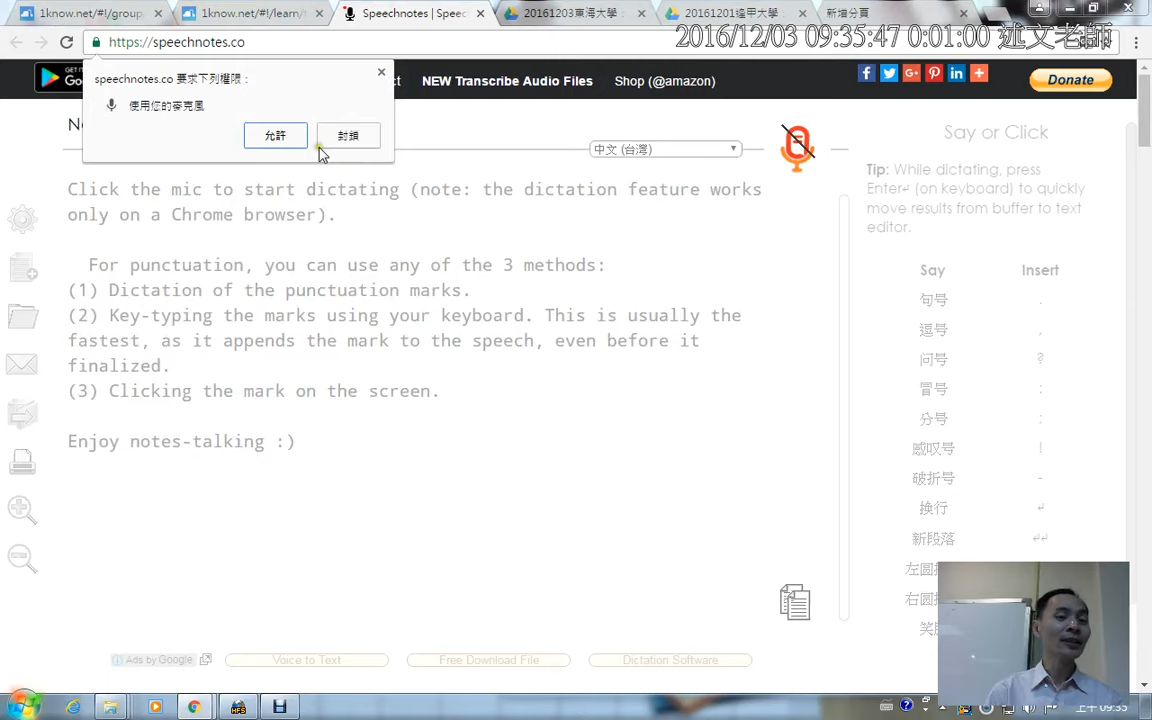 1know.net/#!/group/
1know.net/#!/learn/t
Speechnotes | Speec
20161203東海大學
20161201逢甲大學
新增分頁
https://speechnotes.co
2016/12/03 09:35:47 0:01:00 述文老師
speechnotes.co 要求下列權限：
使用您的麥克風
允許
封鎖
NEW Transcribe Audio Files
Shop (@amazon)
Donate
中文 (台灣)
Click the mic to start dictating (note: the dictation feature works
only on a Chrome browser).
For punctuation, you can use any of the 3 methods:
(1) Dictation of the punctuation marks.
(2) Key-typing the marks using your keyboard. This is usually the
fastest, as it appends the mark to the speech, even before it
finalized.
(3) Clicking the mark on the screen.
Enjoy notes-talking :)
Say or Click
Tip: While dictating, press
Enter↵ (on keyboard) to quickly
move results from buffer to text
editor.
Say Insert
句号 .
逗号 ,
问号 ?
冒号 :
分号 ;
感叹号 !
破折号 -
换行 ↵
新段落 ↵↵
左圆
右圆
Ads by Google
Voice to Text
Free Download File
Dictation Software
HFS
上午 09:35